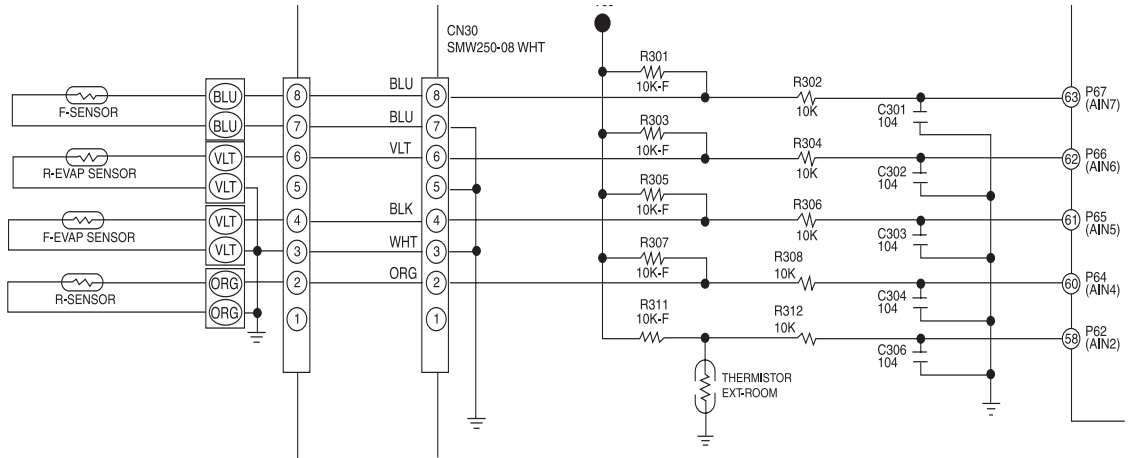 CN30
SMW250-08 WHT
BLU
F-SENSOR
BLU
BLU
8
8
7
7
BLU
R-EVAP SENSOR
VLT
VLT
6
6
VLT
5
5
F-EVAP SENSOR
VLT
VLT
4
4
BLK
3
3
WHT
R-SENSOR
ORG
ORG
2
2
ORG
1
1
R301
10K-F
R302
10K
C301
104
63
P67
(AIN7)
R303
10K-F
R304
10K
C302
104
62
P66
(AIN6)
R305
10K-F
R306
10K
C303
104
61
P65
(AIN5)
R307
10K-F
R308
10K
C304
104
60
P64
(AIN4)
R311
10K-F
R312
10K
C306
104
58
P62
(AIN2)
THERMISTOR
EXT-ROOM